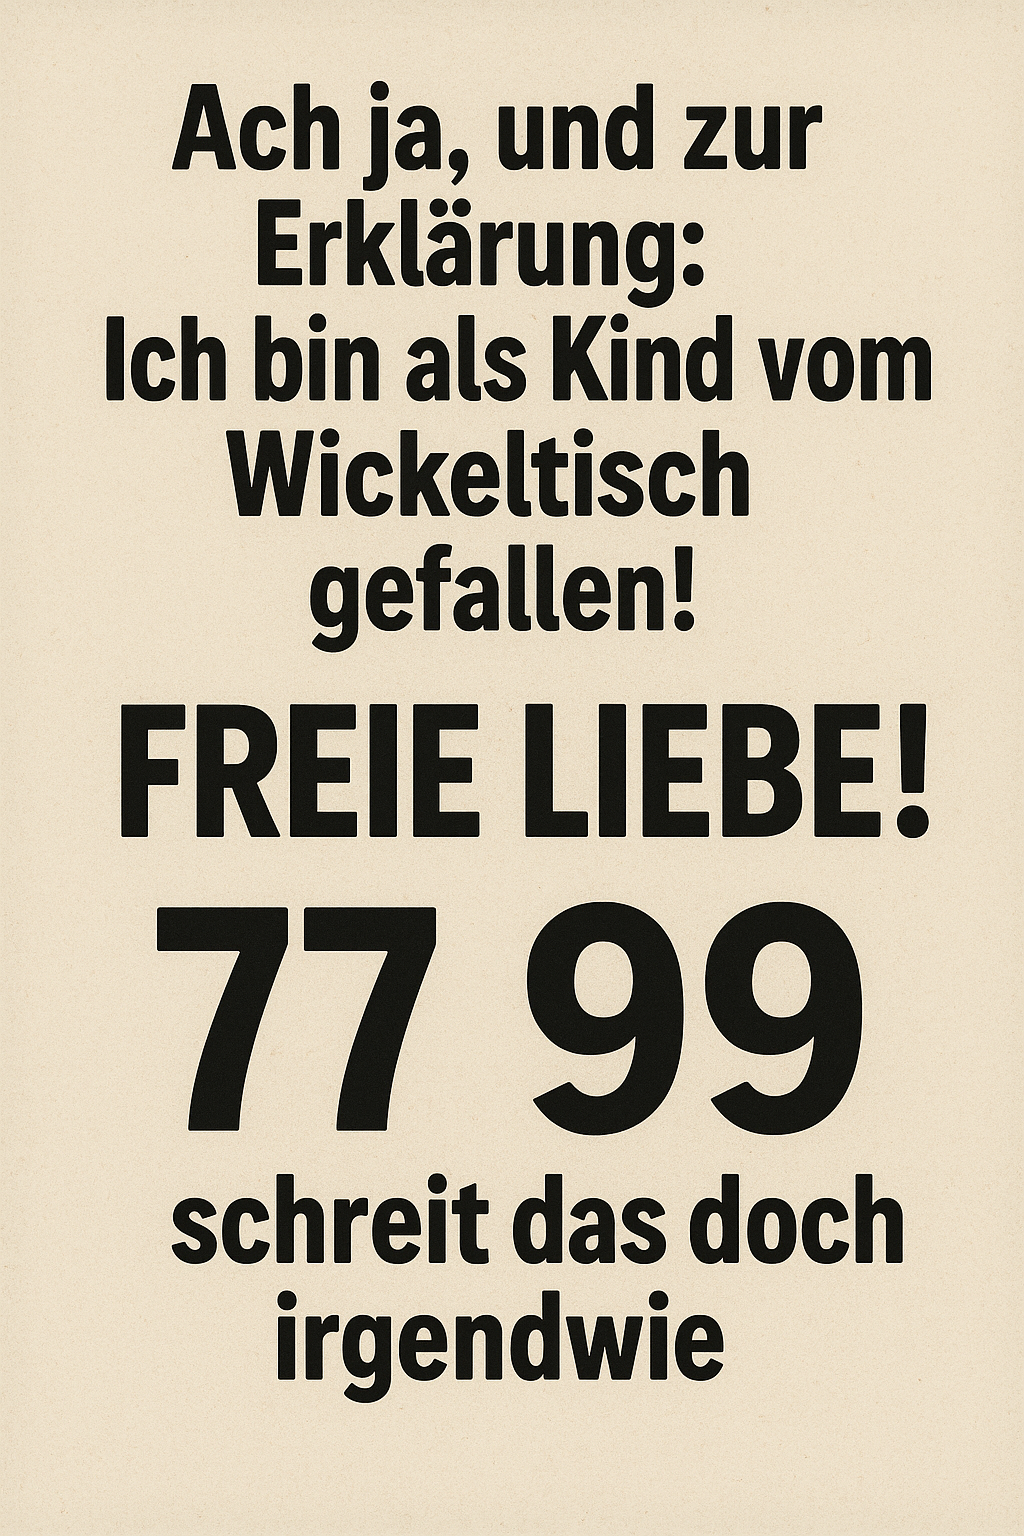 Ach ja, und zur
Erklärung:
Ich bin als Kind vom
Wickeltisch
gefallen!
FREIE LIEBE!
77 99
schreit das doch
irgendwie